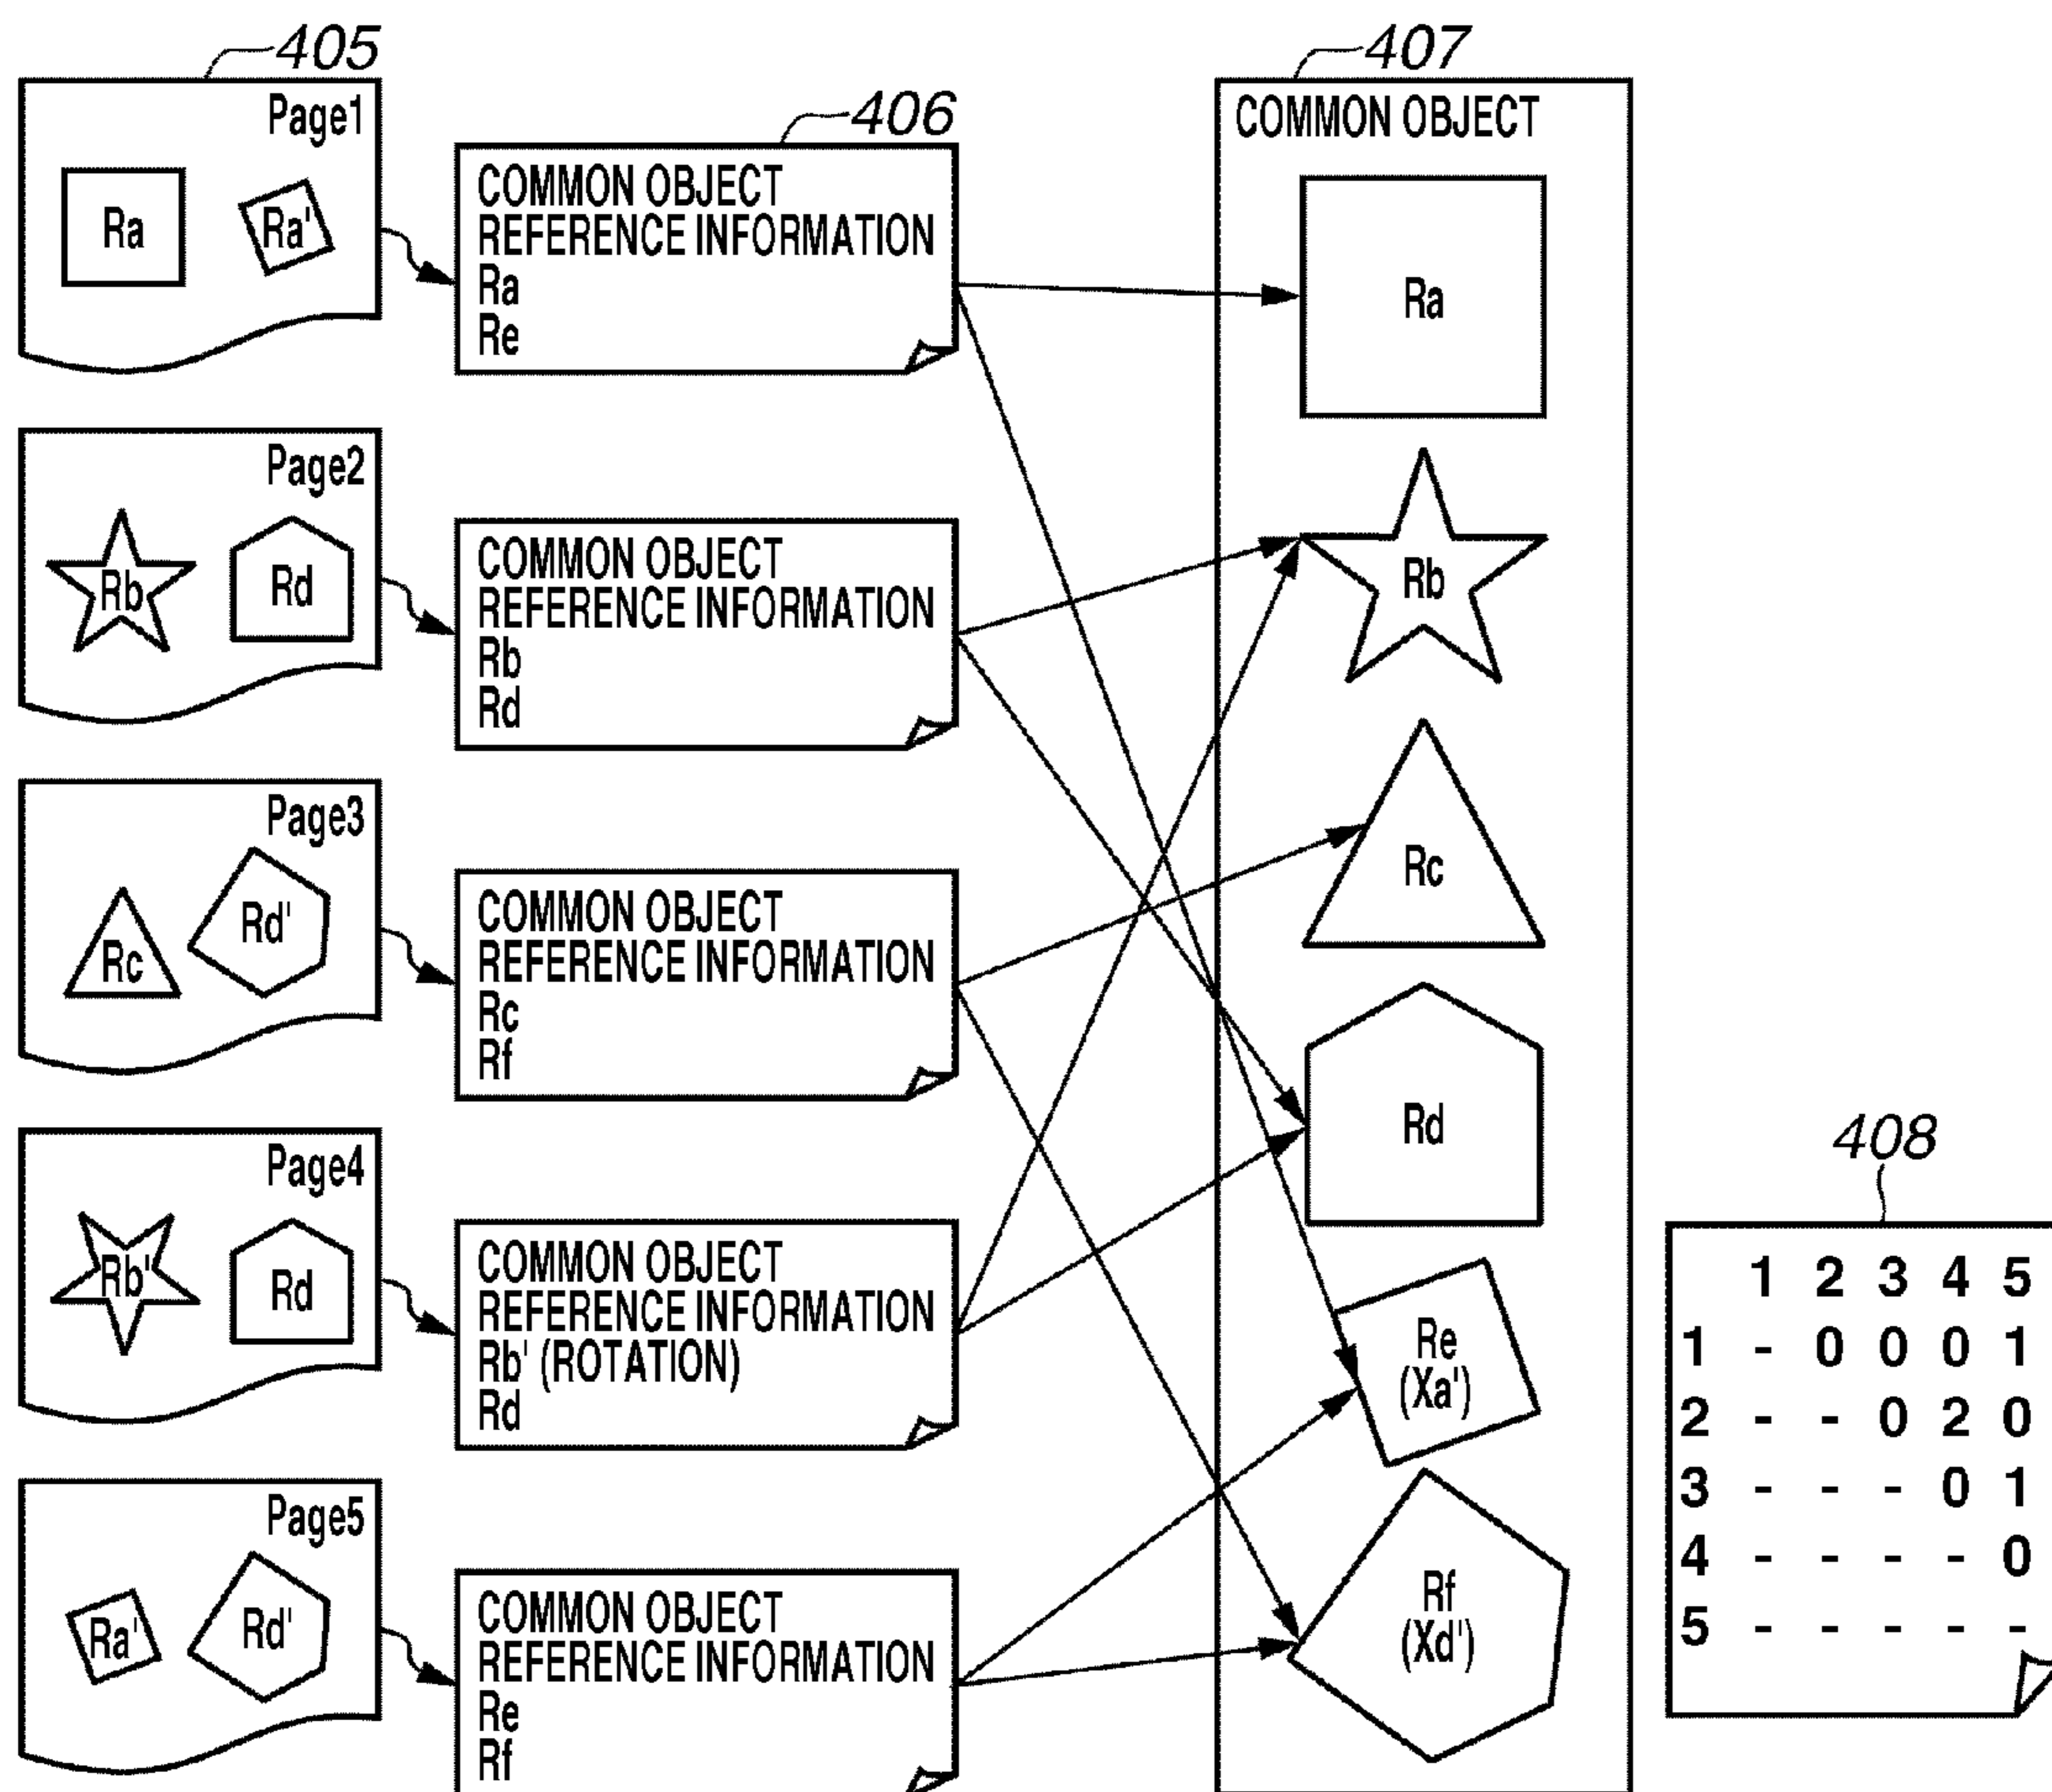 405
Page1
Ra
Ra'
406
COMMON OBJECT
REFERENCE INFORMATION
Ra
Re
Page2
Rb
Rd
COMMON OBJECT
REFERENCE INFORMATION
Rb
Rd
Page3
Rc
Rd'
COMMON OBJECT
REFERENCE INFORMATION
Rc
Rf
Page4
Rb'
Rd
COMMON OBJECT
REFERENCE INFORMATION
Rb' (ROTATION)
Rd
Page5
Ra'
Rd'
COMMON OBJECT
REFERENCE INFORMATION
Re
Rf
407
COMMON OBJECT
Ra
Rb
Rc
Rd
Re
(Xa')
Rf
(Xd')
408
1 2 3 4 5
1 - 0 0 0 1
2 - - 0 2 0
3 - - - 0 1
4 - - - - 0
5 - - - - -